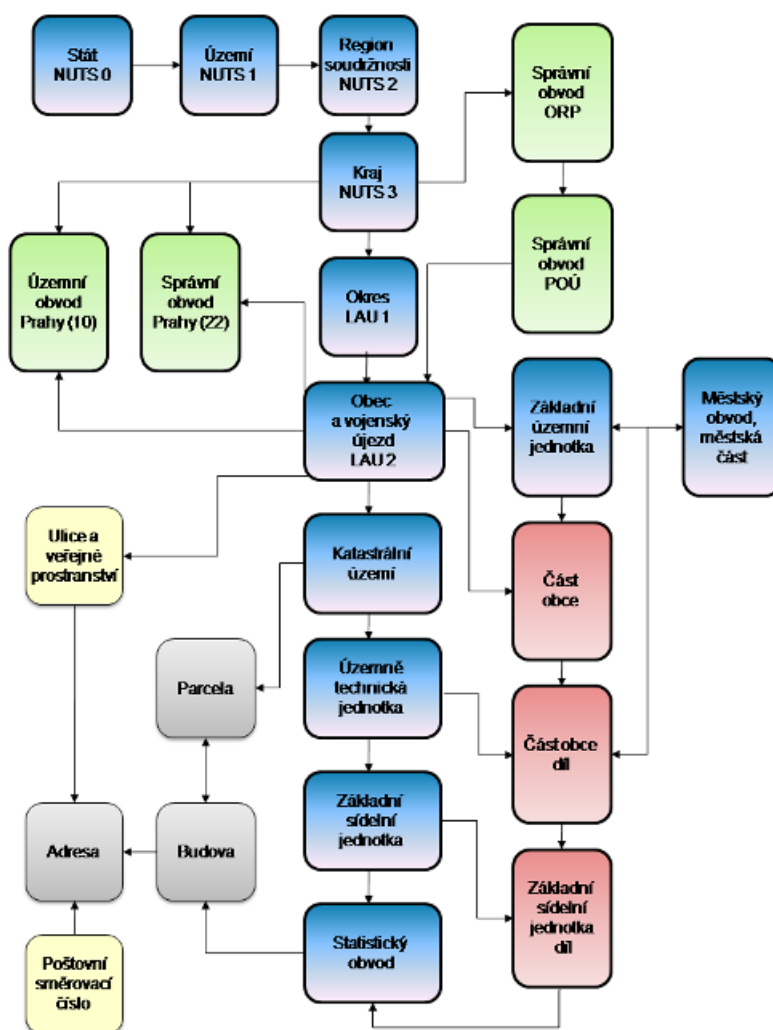 Stát
NUTS 0
Území
NUTS 1
Region
soudržnosti
NUTS 2
Správní
obvod
ORP
Kraj
NUTS 3
Územní
obvod
Prahy (10)
Správní
obvod
Prahy (22)
Okres
LAU 1
Správní
obvod
POÚ
Obec
a vojenský
újezd
LAU 2
Základní
územní
jednotka
Městský
obvod,
městská
část
Ulice a
veřejné
prostranství
Katastrální
území
Část
obce
Parcela
Územně
technická
jednotka
Část obce
díl
Adresa
Budova
Základní
sídelní
jednotka
Základní
sídelní
jednotka
díl
Poštovní
směrovací
číslo
Statistický
obvod